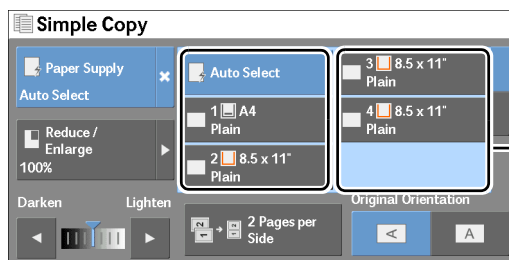 Simple Copy
Paper Supply
Auto Select
Reduce /
Enlarge
100%
Darken
Lighten
Auto Select
1 A4
Plain
2 8.5 x 11"
Plain
3 8.5 x 11"
Plain
4 8.5 x 11"
Plain
2 Pages per
Side
Original Orientation
A
A